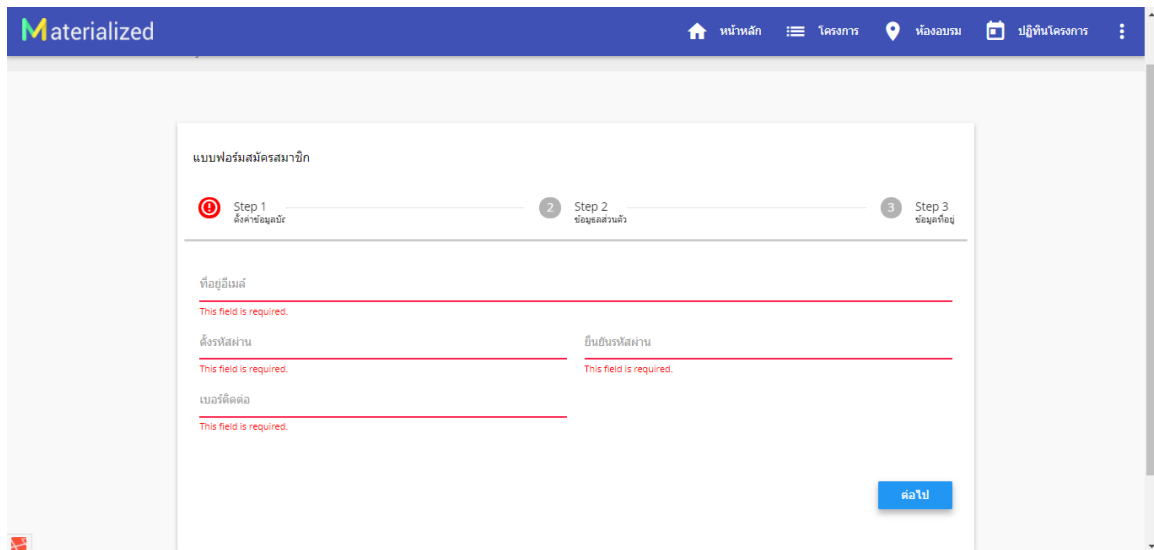 Materialized
หน้าหลัก
โครงการ
ห้องอบรม
ปฏิทินโครงการ
แบบฟอร์มสมัครสมาชิก
Step 1
ตั้งค่าข้อมูลบัร
2 Step 2
ข้อมูลส่วนตัว
3 Step 3
ข้อมูลที่อยู่
ที่อยู่อีเมล์
This field is required.
ตั้งรหัสผ่าน
ยืนยันรหัสผ่าน
This field is required.
This field is required.
เบอร์ติดต่อ
This field is required.
ต่อไป